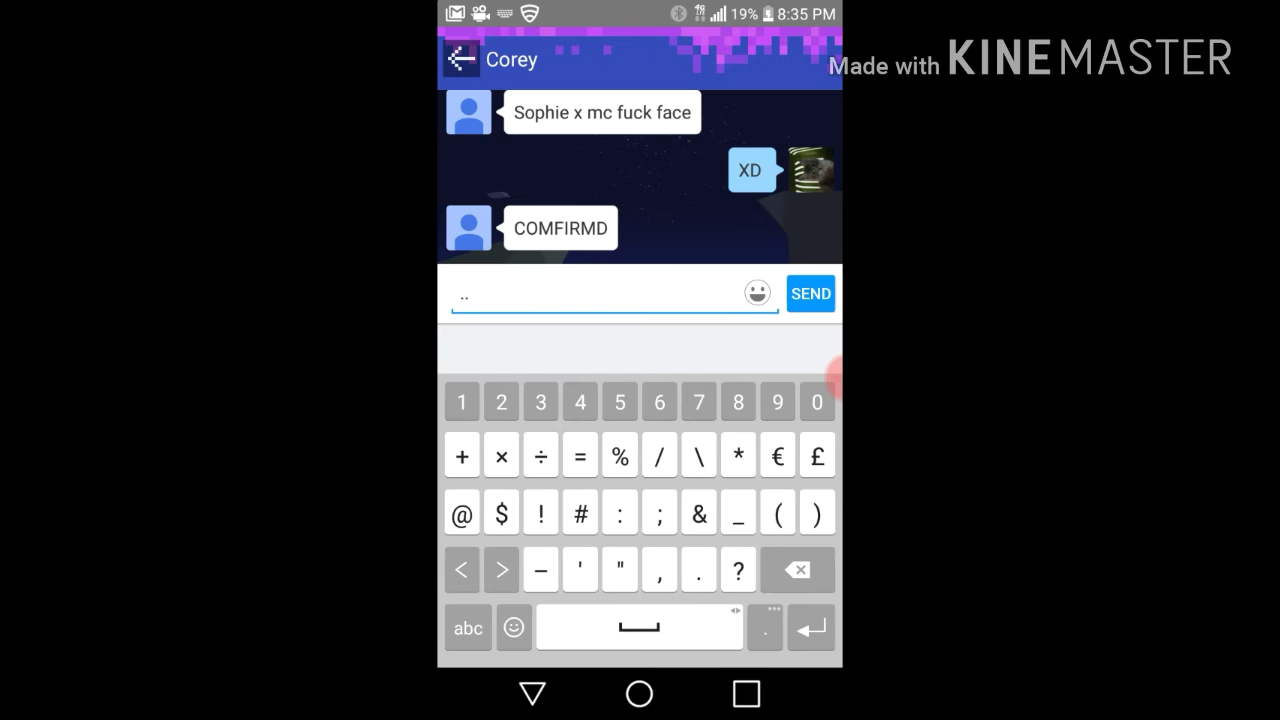 19% 8:35 PM
Corey
Made with KINEMASTER
Sophie x mc fuck face
XD
COMFIRMD
..
SEND
1 2 3 4 5 6 7 8 9 0
+ × ÷ = % / \ * € £
@ $ ! # : ; & _ ( )
< > – ' " , . ?
abc .